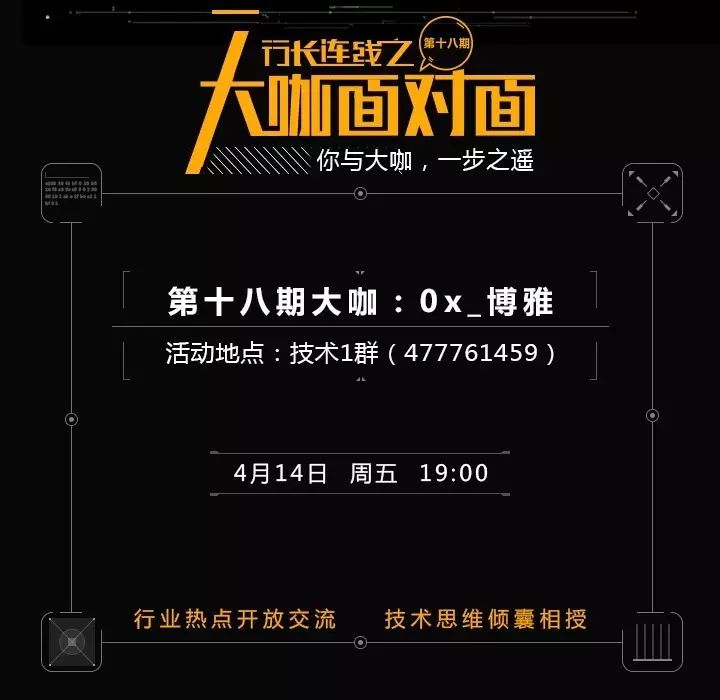 行长连线之
第十八期
大咖面对面
你与大咖，一步之遥
第十八期大咖：0x_博雅
活动地点：技术1群（477761459）
4月14日 周五 19:00
行业热点开放交流 技术思维倾囊相授